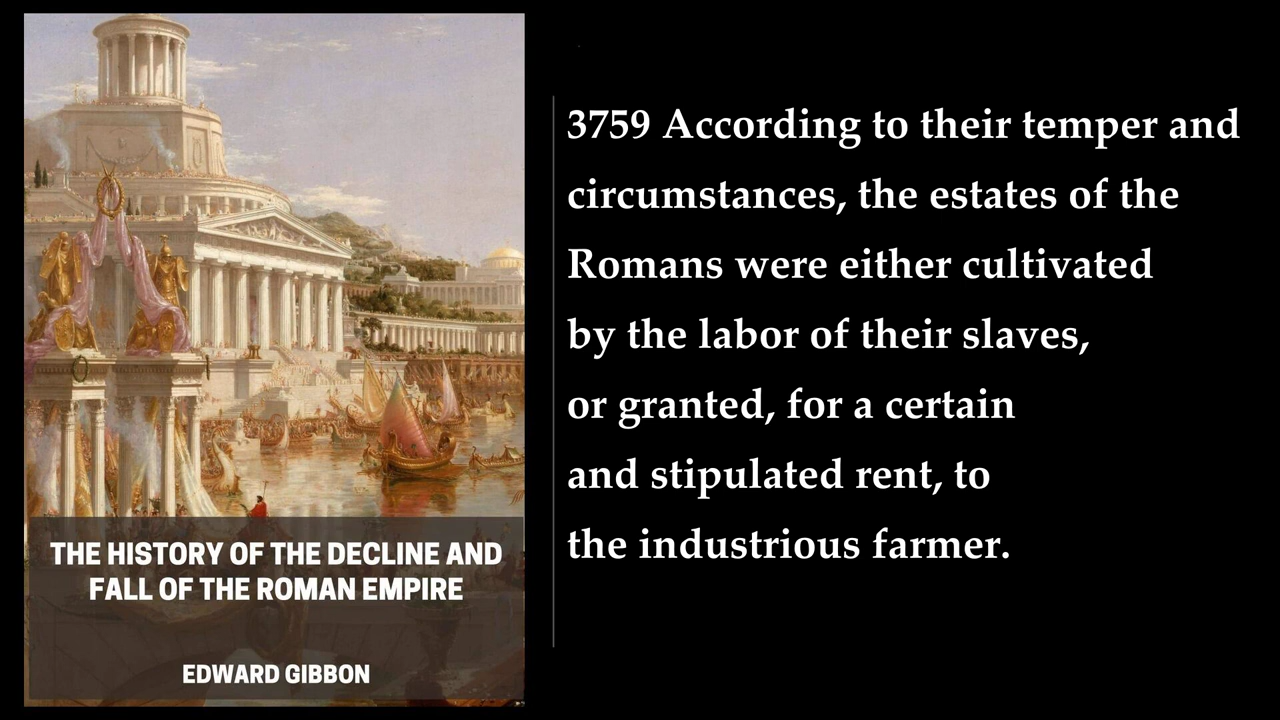 THE HISTORY OF THE DECLINE AND
FALL OF THE ROMAN EMPIRE
EDWARD GIBBON
3759 According to their temper and
circumstances, the estates of the
Romans were either cultivated
by the labor of their slaves,
or granted, for a certain
and stipulated rent, to
the industrious farmer.